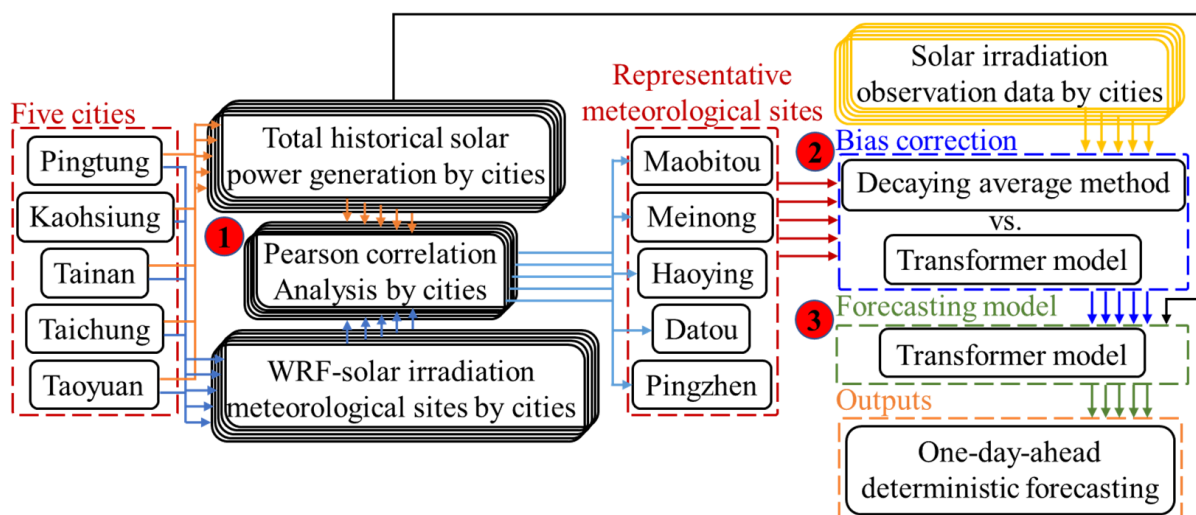 Five cities
Pingtung
Kaohsiung
Tainan
Taichung
Taoyuan
Total historical solar
power generation by cities
1
Pearson correlation
Analysis by cities
WRF-solar irradiation
meteorological sites by cities
Representative
meteorological sites
Maobitou
Meinong
Haoying
Datou
Pingzhen
Solar irradiation
observation data by cities
2
Bias correction
Decaying average method
vs.
Transformer model
3
Forecasting model
Transformer model
Outputs
One-day-ahead
deterministic forecasting